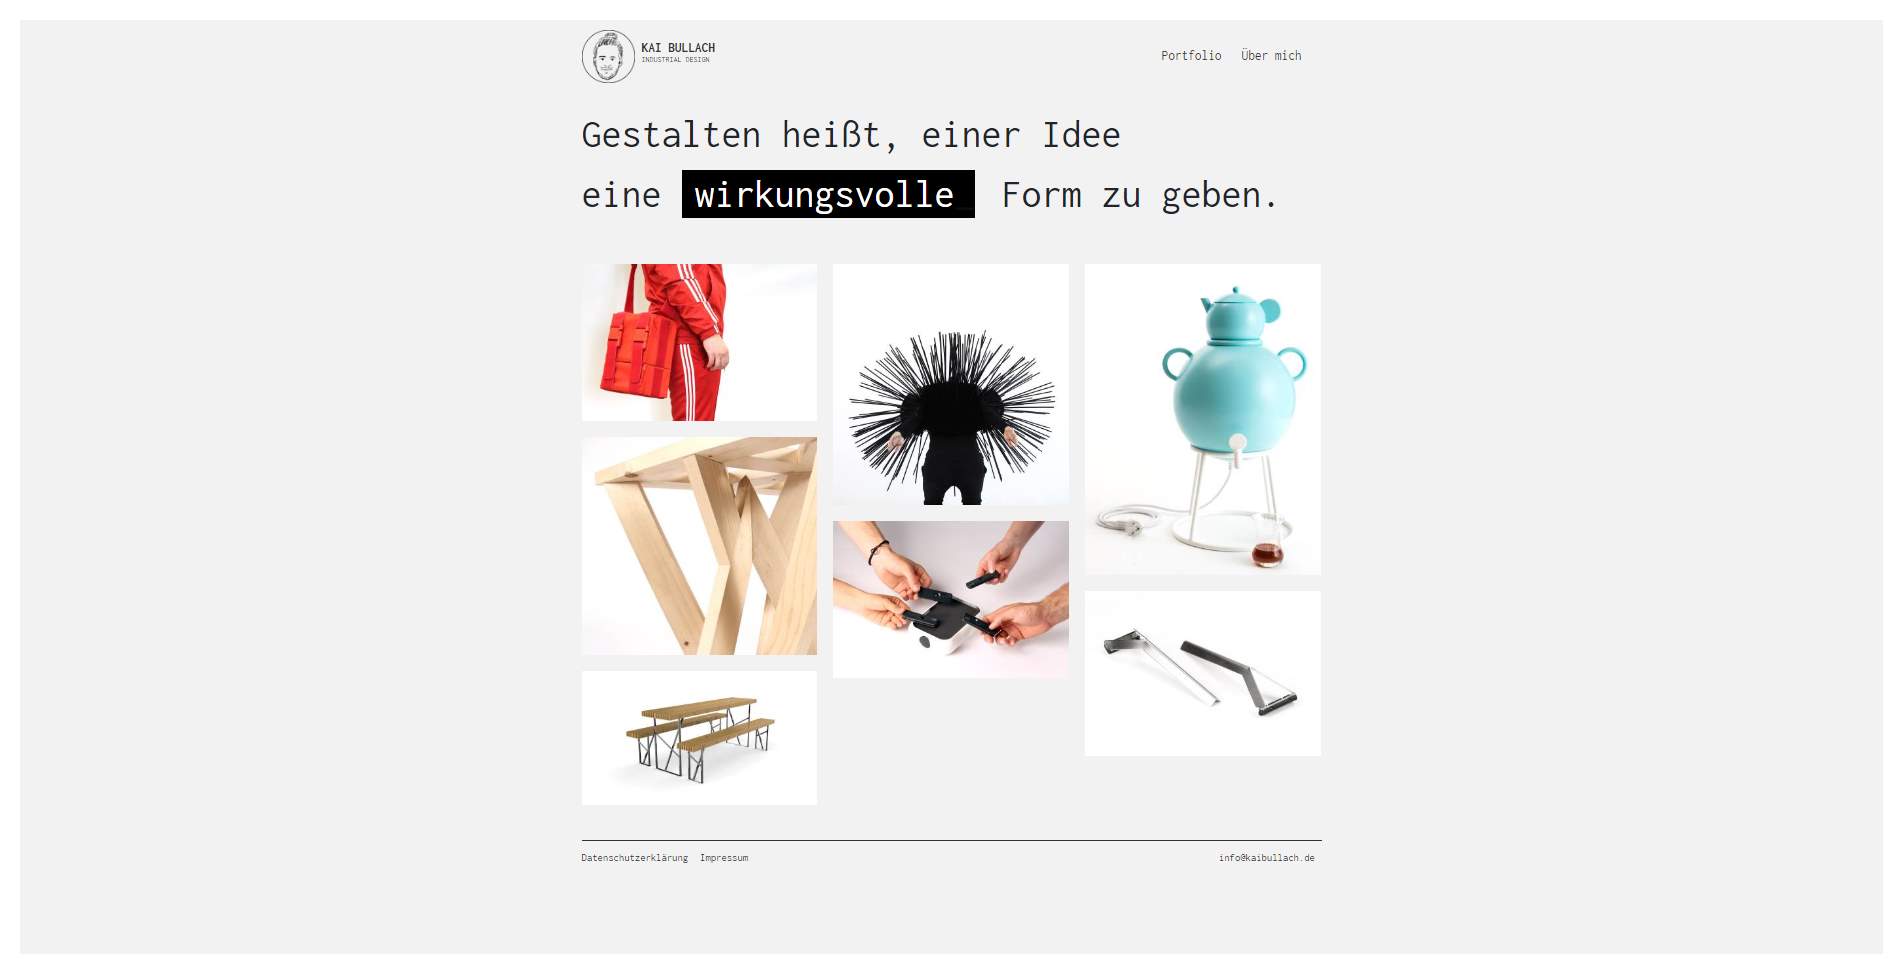 KAI BULLACH
INDUSTRIAL DESIGN
Portfolio Über mich
Gestalten heißt, einer Idee
eine wirkungsvolle Form zu geben.
Datenschutzerklärung Impressum
info@kaibullach.de